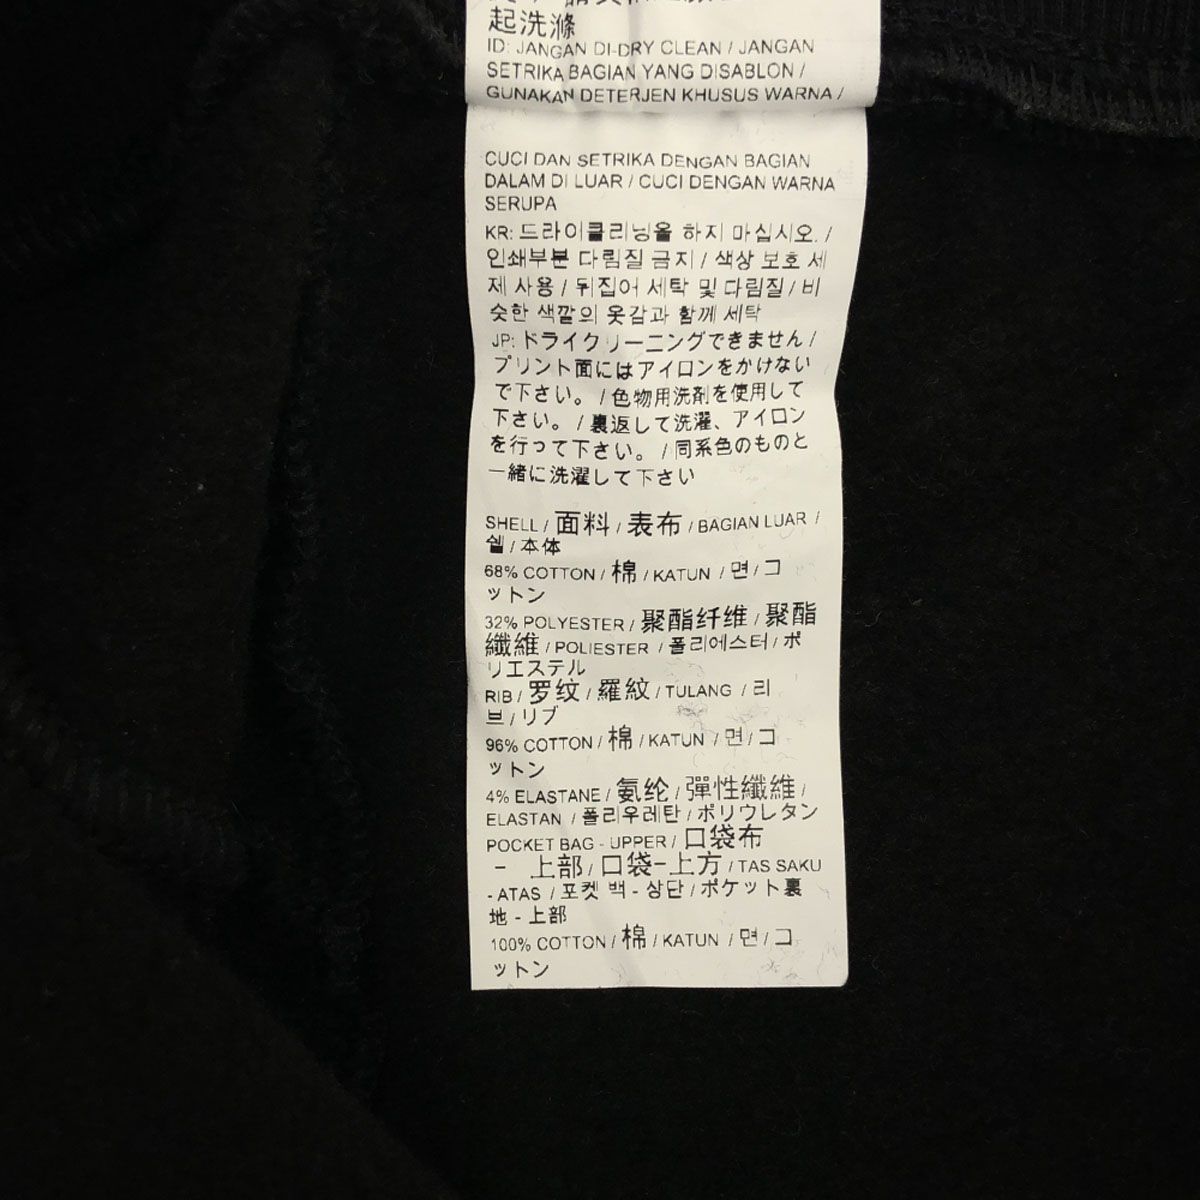 起洗滌
ID: JANGAN DI-DRY CLEAN / JANGAN
SETRIKA BAGIAN YANG DISABLON /
GUNAKAN DETERJEN KHUSUS WARNA /
CUCI DAN SETRIKA DENGAN BAGIAN
DALAM DI LUAR / CUCI DENGAN WARNA
SERUPA
KR: 드라이클리닝을 하지 마십시오. /
인쇄부분 다림질 금지 / 색상 보호 세
제 사용 / 뒤집어 세탁 및 다림질 / 비
슷한 색깔의 옷감과 함께 세탁
JP: ドライクリーニングできません /
プリント面にはアイロンをかけない
で下さい。 / 色物用洗剤を使用して
下さい。 / 裏返して洗濯、アイロン
を行って下さい。 / 同系色のものと
一緒に洗濯して下さい
SHELL / 面料 / 表布 / BAGIAN LUAR /
쉘 / 本体
68% COTTON / 棉 / KATUN / 면 / コ
ットン
32% POLYESTER / 聚酯纤维 / 聚酯
纖維 / POLIESTER / 폴리에스터 / ポ
リエステル
RIB / 罗纹 / 羅紋 / TULANG / 리
브 / リブ
96% COTTON / 棉 / KATUN / 면 / コ
ットン
4% ELASTANE / 氨纶 / 彈性纖維 /
ELASTAN / 폴리우레탄 / ポリウレタン
POCKET BAG - UPPER / 口袋布
- 上部 / 口袋-上方 / TAS SAKU
- ATAS / 포켓 백 - 상단 / ポケット裏
地 - 上部
100% COTTON / 棉 / KATUN / 면 / コ
ットン